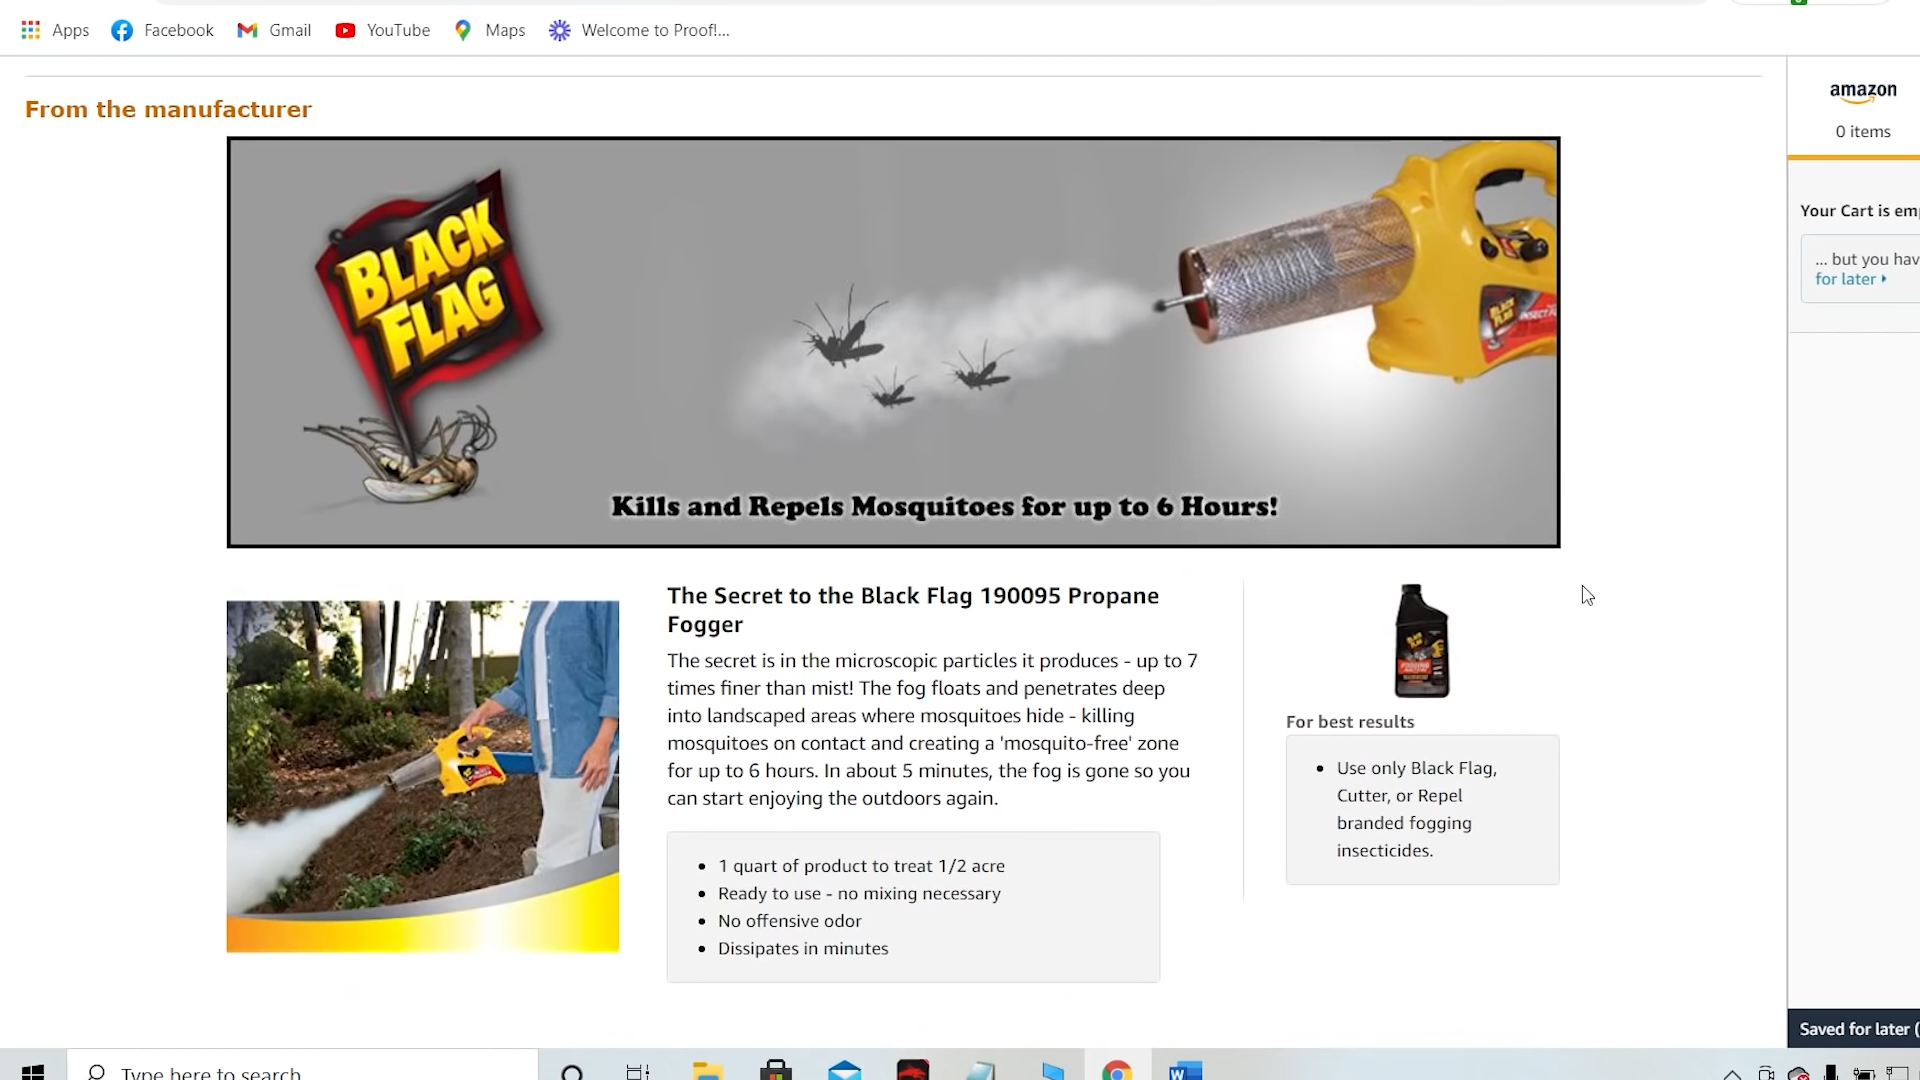 Apps Facebook Gmail YouTube Maps Welcome to Proof!...
From the manufacturer
amazon
0 items
Your Cart is
... but you
for later
BLACK
FLAG
Kills and Repels Mosquitoes for up to 6 Hours!
The Secret to the Black Flag 190095 Propane
Fogger
The secret is in the microscopic particles it produces - up to 7
times finer than mist! The fog floats and penetrates deep
into landscaped areas where mosquitoes hide - killing
mosquitoes on contact and creating a 'mosquito-free' zone
for up to 6 hours. In about 5 minutes, the fog is gone so you
can start enjoying the outdoors again.
• 1 quart of product to treat 1/2 acre
• Ready to use - no mixing necessary
• No offensive odor
• Dissipates in minutes
For best results
• Use only Black Flag,
Cutter, or Repel
branded fogging
insecticides.
Saved for later (
Type here to search